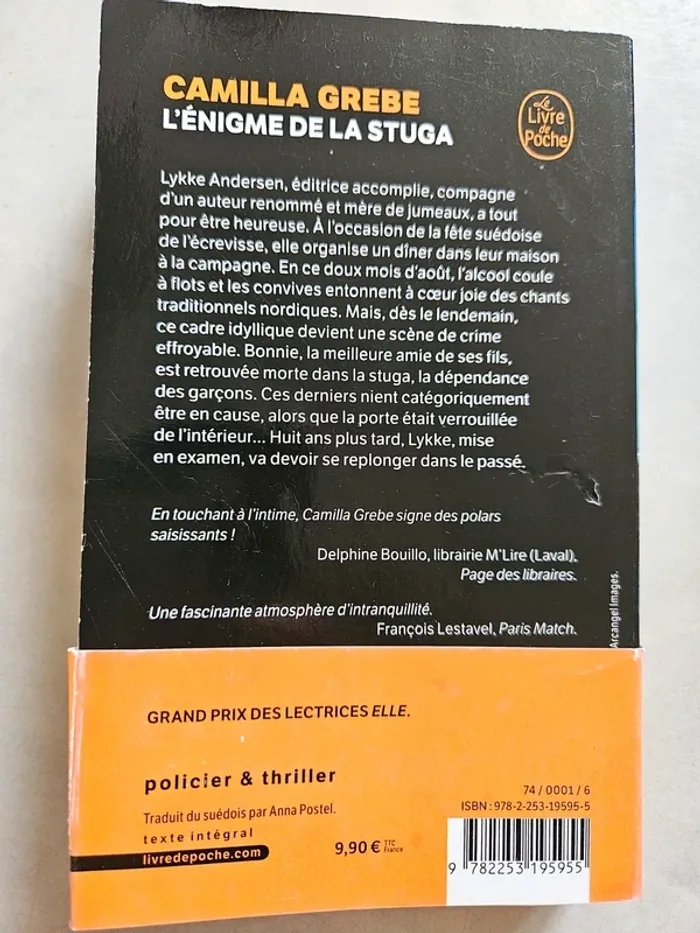 CAMILLA GREBE
L'ÉNIGME DE LA STUGA
Le
Livre
de
Poche
Lykke Andersen, éditrice accomplie, compagne
d'un auteur renommé et mère de jumeaux, a tout
pour être heureuse. À l'occasion de la fête suédoise
de l'écrevisse, elle organise un dîner dans leur maison
à la campagne. En ce doux mois d'août, l'alcool coule
à flots et les convives entonnent à cœur joie des chants
traditionnels nordiques. Mais, dès le lendemain,
ce cadre idyllique devient une scène de crime
effroyable. Bonnie, la meilleure amie de ses fils,
est retrouvée morte dans la stuga, la dépendance
des garçons. Ces derniers nient catégoriquement
être en cause, alors que la porte était verrouillée
de l'intérieur... Huit ans plus tard, Lykke, mise
en examen, va devoir se replonger dans le passé.
En touchant à l'intime, Camilla Grebe signe des polars
saisissants !
Delphine Bouillo, librairie M'Lire (Laval).
Page des libraires.
Une fascinante atmosphère d'intranquillité.
François Lestavel, Paris Match.
Arcangel Images.
GRAND PRIX DES LECTRICES ELLE.
policier & thriller
Traduit du suédois par Anna Postel.
texte intégral
livredepoche.com
9,90 € TTC
France
74 / 0001 / 6
ISBN : 978-2-253-19595-5
9 782253 195955